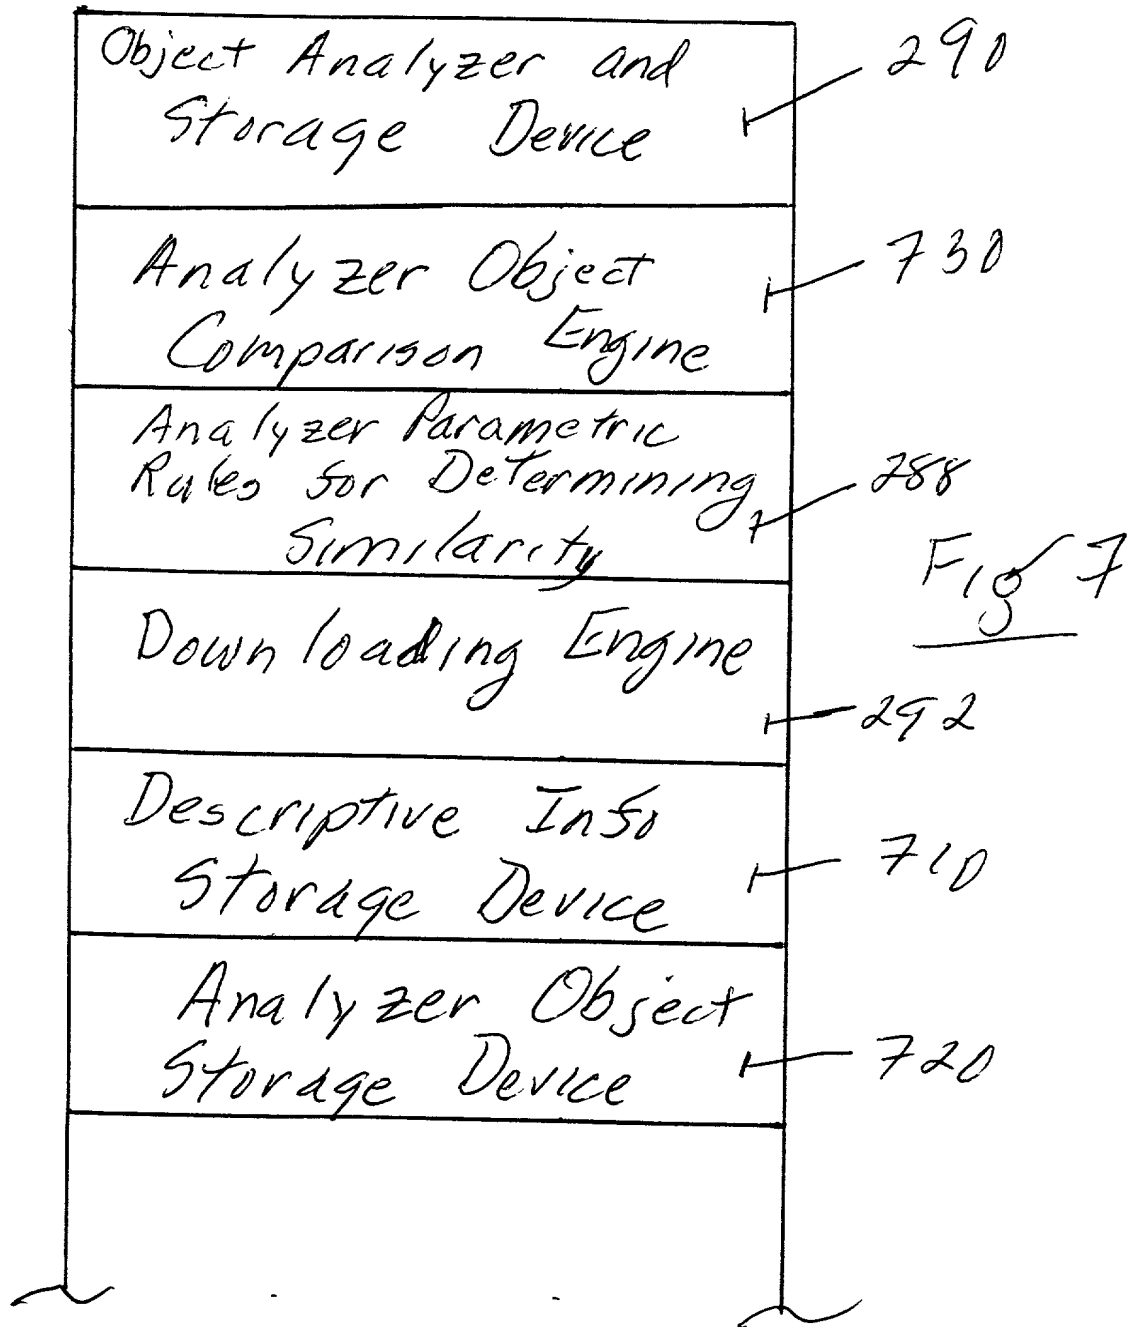 Object Analyzer and
290
Storage Device
Analyzer Object
730
Comparison Engine
Analyzer Parametric
Rules for Determining
288
Similarity
Fig 7
Downloading Engine
292
Descriptive Info
Storage Device
710
Analyzer Object
Storage Device
720